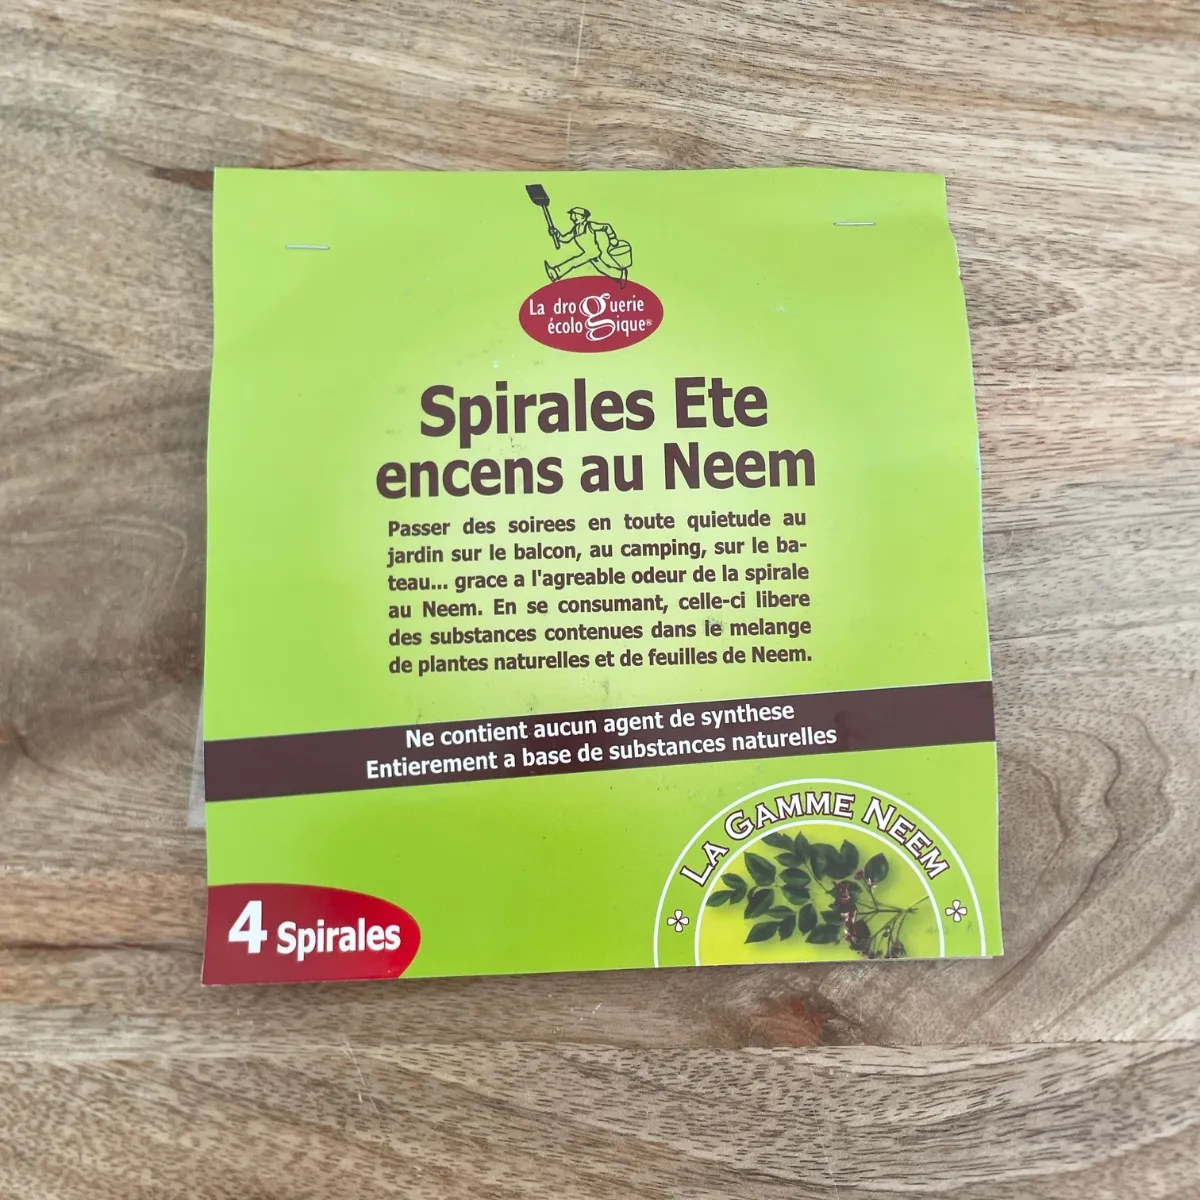 La droguerie
écologique®
Spirales Ete
encens au Neem
Passer des soirees en toute quietude au
jardin sur le balcon, au camping, sur le ba-
teau... grace a l'agreable odeur de la spirale
au Neem. En se consumant, celle-ci libere
des substances contenues dans le melange
de plantes naturelles et de feuilles de Neem.
Ne contient aucun agent de synthese
Entierement a base de substances naturelles
LA GAMME NEEM
4 Spirales